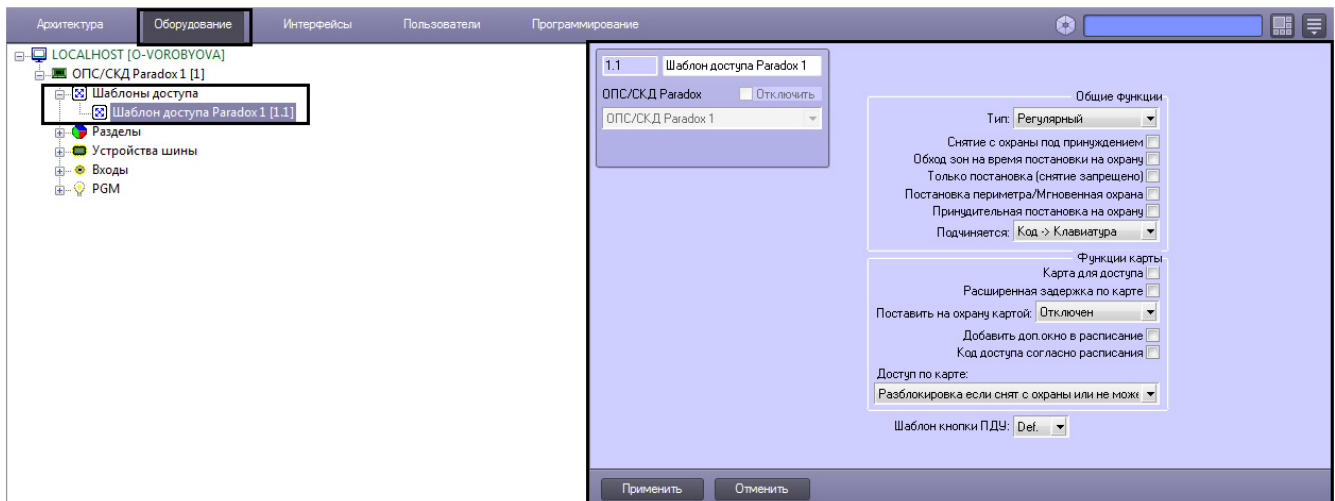 Архитектура Оборудование Интерфейсы Пользователи Программирование
LOCALHOST [O-VOROBYOVA]
ОПС/СКД Paradox 1 [1]
Шаблоны доступа
Шаблон доступа Paradox 1 [1.1]
Разделы
Устройства шины
Входы
PGM
1.1 Шаблон доступа Paradox 1
ОПС/СКД Paradox Отключить
ОПС/СКД Paradox 1
Общие функции
Тип: Регулярный
Снятие с охраны под принуждением
Обход зон на время постановки на охрану
Только постановка (снятие запрещено)
Постановка периметра/Мгновенная охрана
Принудительная постановка на охрану
Подчиняется: Код -> Клавиатура
Функции карты
Карта для доступа
Расширенная задержка по карте
Поставить на охрану картой: Отключен
Добавить доп.окно в расписание
Код доступа согласно расписания
Доступ по карте:
Разблокировка если снят с охраны или не може
Шаблон кнопки ПДУ: Def.
Применить Отменить